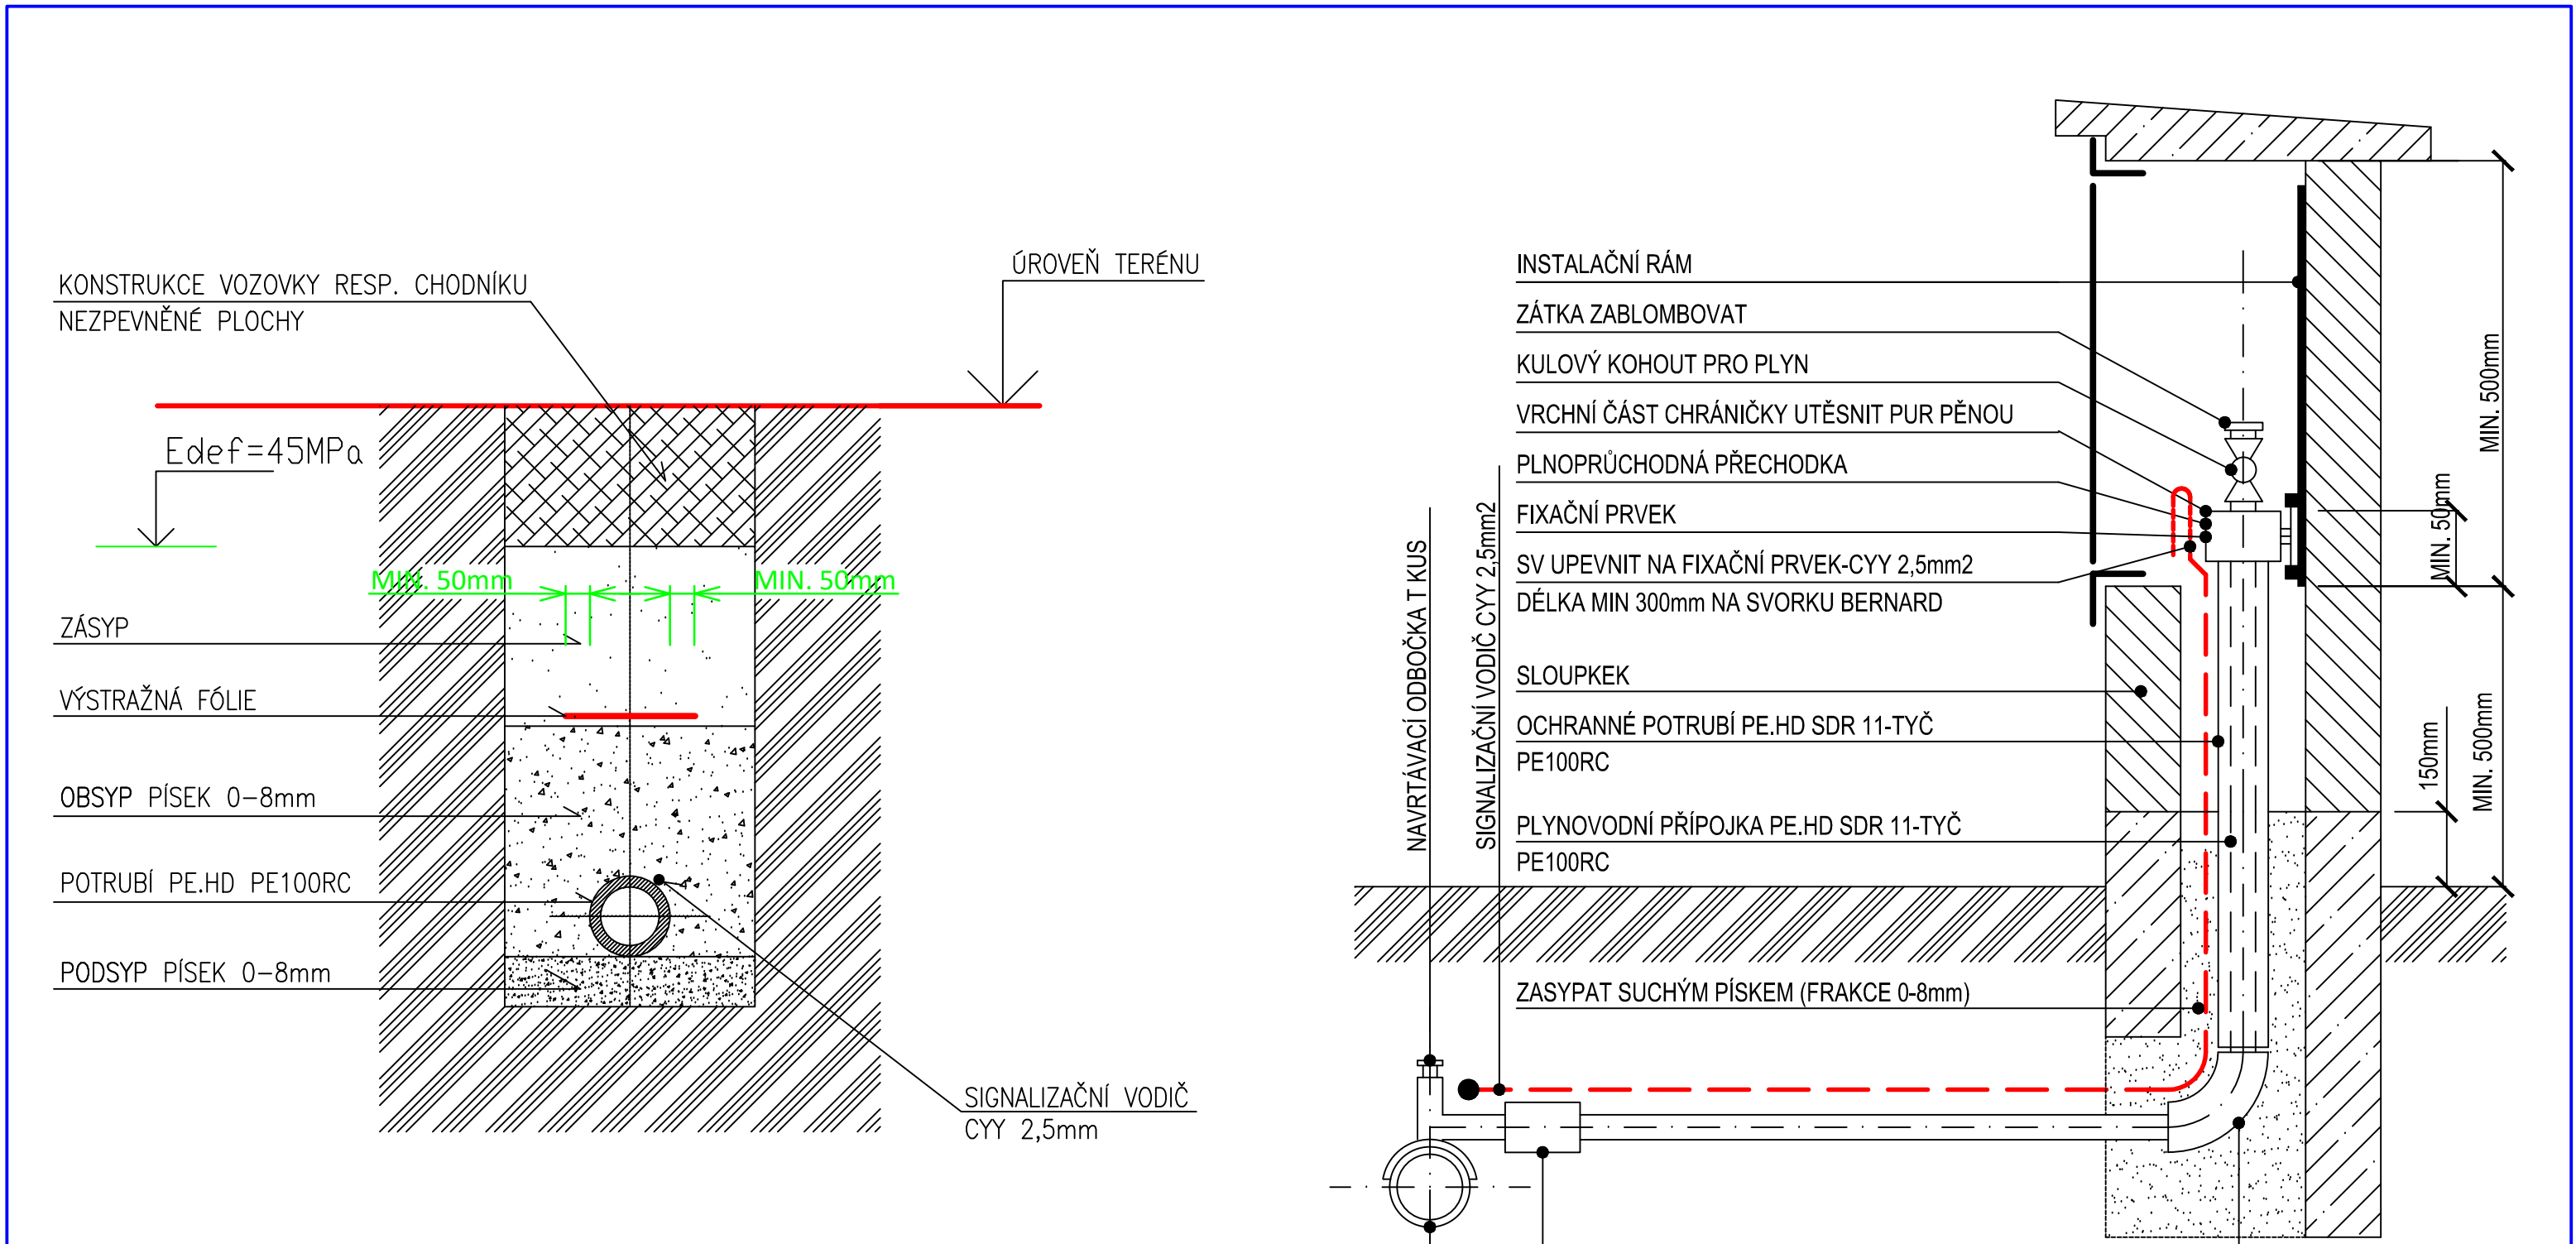 KONSTRUKCE VOZOVKY RESP. CHODNÍKU
NEZPEVNĚNÉ PLOCHY
ÚROVEŇ TERÉNU
Edef=45MPa
MIN. 50mm
MIN. 50mm
ZÁSYP
VÝSTRAŽNÁ FÓLIE
OBSYP PÍSEK 0-8mm
POTRUBÍ PE.HD PE100RC
PODSYP PÍSEK 0-8mm
SIGNALIZAČNÍ VODIČ
CYY 2,5mm
NAVRTÁVACÍ ODBOČKA T KUS
SIGNALIZAČNÍ VODIČ CYY 2,5mm2
INSTALAČNÍ RÁM
ZÁTKA ZABLOMBOVAT
KULOVÝ KOHOUT PRO PLYN
VRCHNÍ ČÁST CHRÁNIČKY UTĚSNIT PUR PĚNOU
PLNOPRŮCHODNÁ PŘECHODKA
FIXAČNÍ PRVEK
SV UPEVNIT NA FIXAČNÍ PRVEK-CYY 2,5mm2
DÉLKA MIN 300mm NA SVORKU BERNARD
SLOUPKEK
OCHRANNÉ POTRUBÍ PE.HD SDR 11-TYČ
PE100RC
PLYNOVODNÍ PŘÍPOJKA PE.HD SDR 11-TYČ
PE100RC
ZASYPAT SUCHÝM PÍSKEM (FRAKCE 0-8mm)
MIN. 500mm
MIN. 50mm
150mm
MIN. 500mm